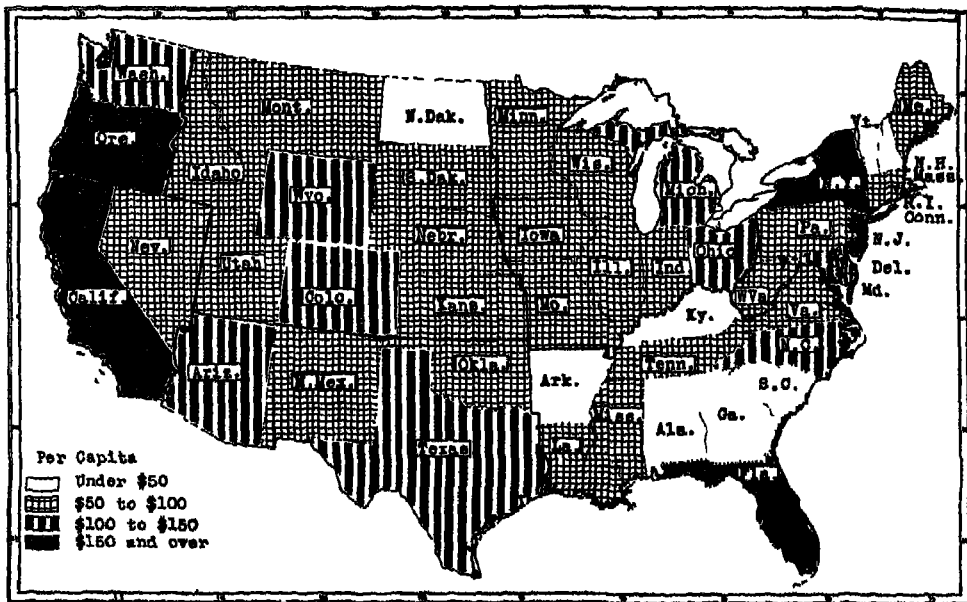 Wash.
Mont.
N.Dak.
Minn.
Me.
Vt.
Ore.
Idaho
Wis.
N.H.
Mass.
S.Dak.
Wyo.
Mich.
N.Y.
R.I.
Conn.
Nev.
Utah
Nebr.
Iowa
Pa.
N.J.
Ohio
Ill.
Ind.
Del.
Calif.
Colo.
Kans.
Mo.
WVa
Md.
Ky.
Va.
Ariz.
N.Mex.
Okla.
Ark.
Tenn.
N.C.
S.C.
Miss.
Ala.
Ga.
Texas
La.
Fla.
Per Capita
Under $50
$50 to $100
$100 to $150
$150 and over